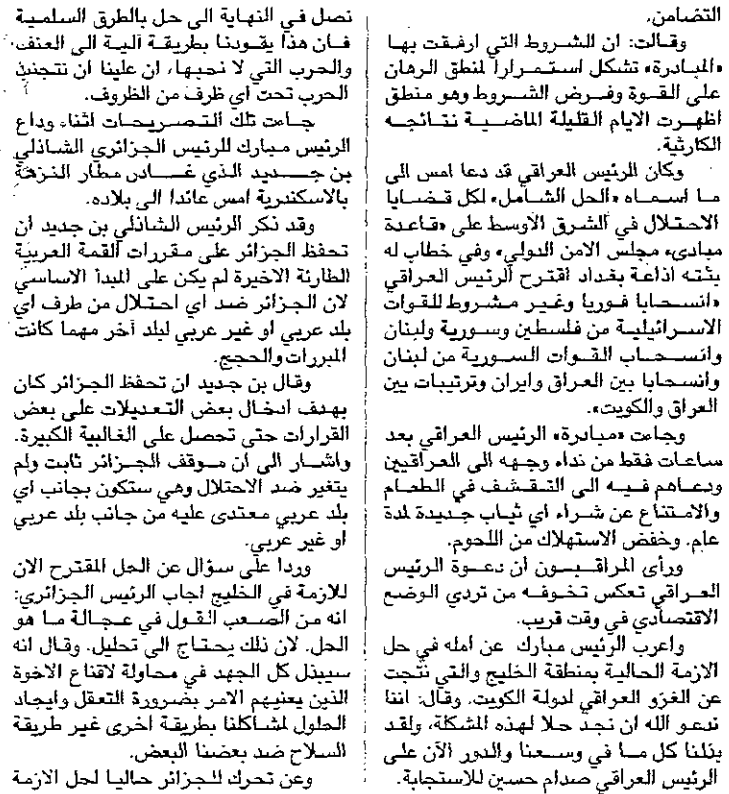 التضامن.
وقالت: ان للشروط التي ارفقت بها
«المبادرة» تشكل استمرارا لمنطق الرهان
على القوة وفرض الشروط وهو منطق
اظهرت الايام القليلة الماضية نتائجه
الكارثية.
وكان الرئيس العراقي قد دعا امس الى
ما اسماه «الحل الشامل» لكل قضايا
الاحتلال في الشرق الأوسط على «قاعدة
مبادىء مجلس الامن الدولي» وفي خطاب له
بثته اذاعة بغداد اقترح الرئيس العراقي
«انسحابا فوريا وغير مشروط للقوات
الاسرائيلية من فلسطين وسورية ولبنان
وانسحاب القوات السورية من لبنان
وانسحابا بين العراق وايران وترتيبات بين
العراق والكويت».
وجاءت «مبادرة» الرئيس العراقي بعد
ساعات فقط من نداء وجهه الى العراقيين
ودعاهم فيه الى التقشف في الطعام
والامتناع عن شراء اي ثياب جديدة لمدة
عام. وخفض الاستهلاك من اللحوم.
ورأى المراقبون أن دعوة الرئيس
العراقي تعكس تخوفه من تردي الوضع
الاقتصادي في وقت قريب.
واعرب الرئيس مبارك عن امله في حل
الازمة الحالية بمنطقة الخليج والتي نتجت
عن الغزو العراقي لدولة الكويت. وقال: اننا
ندعو الله ان نجد حلا لهذه المشكلة، ولقد
بذلنا كل ما في وسعنا والدور الآن على
الرئيس العراقي صدام حسين للاستجابة.
نصل في النهاية الى حل بالطرق السلمية
فان هذا يقودنا بطريقة آلية الى العنف
والحرب التي لا نحبها، ان علينا ان نتجنب
الحرب تحت اي ظرف من الظروف.
جاءت تلك التصريحات اثناء وداع
الرئيس مبارك للرئيس الجزائري الشاذلي
بن جديد الذي غادر مطار النزهة
بالاسكندرية امس عائدا الى بلاده.
وقد نكر الرئيس الشاذلي بن جديد ان
تحفظ الجزائر على مقررات القمة العربية
الطارئة الاخيرة لم يكن على المبدأ الاساسي
لان الجزائر ضد اي احتلال من طرف اي
بلد عربي او غير عربي لبلد آخر مهما كانت
المبررات والحجج.
وقال بن جديد ان تحفظ الجزائر كان
بهدف ادخال بعض التعديلات على بعض
القرارات حتى تحصل على الغالبية الكبيرة.
واشار الى ان موقف الجزائر ثابت ولم
يتغير ضد الاحتلال وهي ستكون بجانب اي
بلد عربي معتدى عليه من جانب بلد عربي
او غير عربي.
وردا على سؤال عن الحل المقترح الان
للازمة في الخليج اجاب الرئيس الجزائري:
انه من الصعب القول في عجالة ما هو
الحل. لان ذلك يحتاج الى تحليل. وقال انه
سيبذل كل الجهد في محاولة لاقناع الاخوة
الذين يعنيهم الامر بضرورة التعقل وايجاد
الحلول لمشاكلنا بطريقة اخرى غير طريقة
السلاح ضد بعضنا البعض.
وعن تحرك الجزائر حاليا لحل الازمة